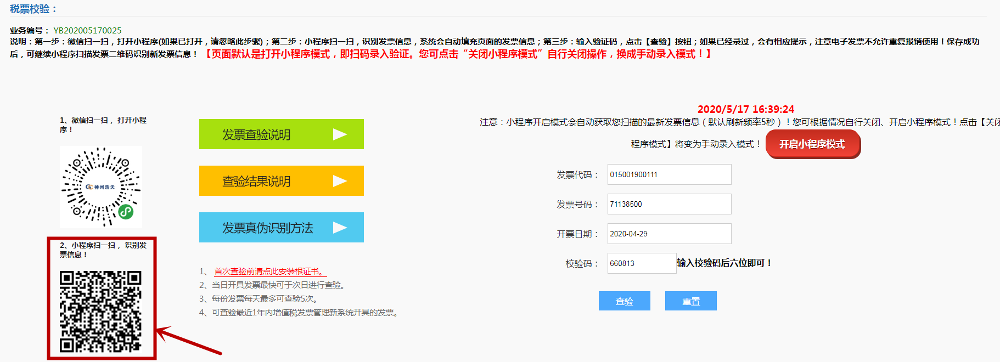 税票校验：
业务编号： YB202005170025
说明：第一步：微信扫一扫，打开小程序(如果已打开，请忽略此步骤)；第二步：小程序扫一扫，识别发票信息，系统会自动填充页面的发票信息；第三步：输入验证码，点击【查验】按钮；如果已经录过，会有相应提示，注意电子发票不允许重复报销使用！保存成功
后，可继续小程序扫描发票二维码识别新发票信息！ 【页面默认是打开小程序模式，即扫码录入验证。您可点击“关闭小程序模式”自行关闭操作，换成手动录入模式！】
1、微信扫一扫， 打开小程
序！
神州浩天
2、小程序扫一扫， 识别发
票信息！
发票查验说明
查验结果说明
发票真伪识别方法
1、 首次查验前请点此安装根证书。
2、当日开具发票最快可于次日进行查验。
3、每份发票每天最多可查验5次。
4、可查验最近1年内增值税发票管理新系统开具的发票。
2020/5/17 16:39:24
注意：小程序开启模式会自动获取您扫描的最新发票信息（默认刷新频率5秒）！您可根据情况自行关闭、开启小程序模式！点击【关闭
程序模式】将变为手动录入模式！ 开启小程序模式
发票代码： 015001900111
发票号码： 71138500
开票日期： 2020-04-29
校验码： 660813 输入校验码后六位即可！
查验 重置